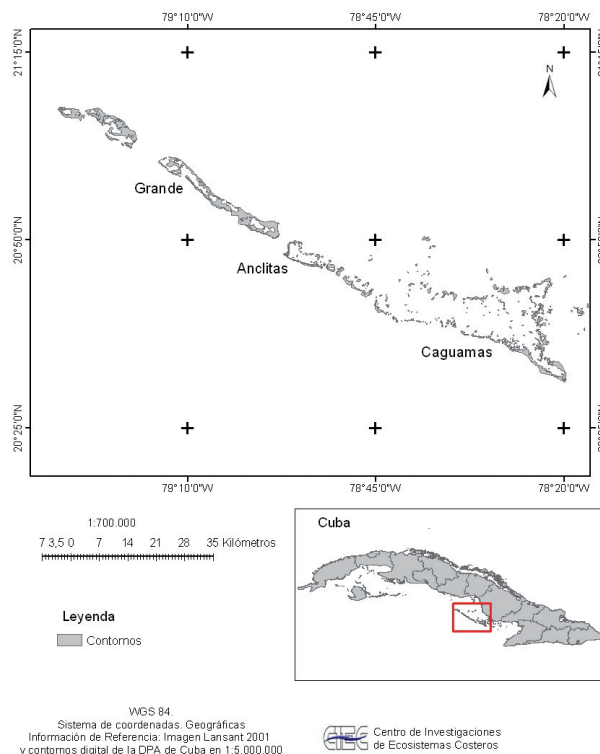 79°10'0"W 78°45'0"W 78°20'0"W
21°15'0"N
N
Grande
20°50'0"N
Anclitas
Caguamas
20°25'0"N
79°10'0"W 78°45'0"W 78°20'0"W
1:700.000
7 3,5 0 7 14 21 28 35 Kilómetros
Cuba
Leyenda
Contornos
WGS 84.
Sistema de coordenadas. Geográficas
Información de Referencia: Imagen Lansant 2001
y contornos digital de la DPA de Cuba en 1:5.000.000
CIEC
Centro de Investigaciones
de Ecosistemas Costeros